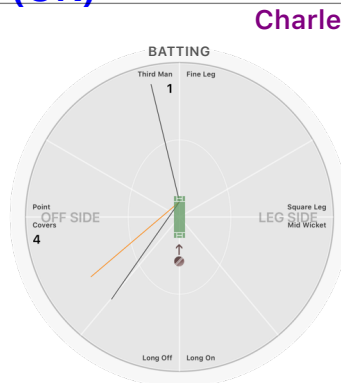 Charle
BATTING
Third Man
Fine Leg
1
Point
Square Leg
OFF SIDE
LEG SIDE
Covers
Mid Wicket
4
Long Off
Long On